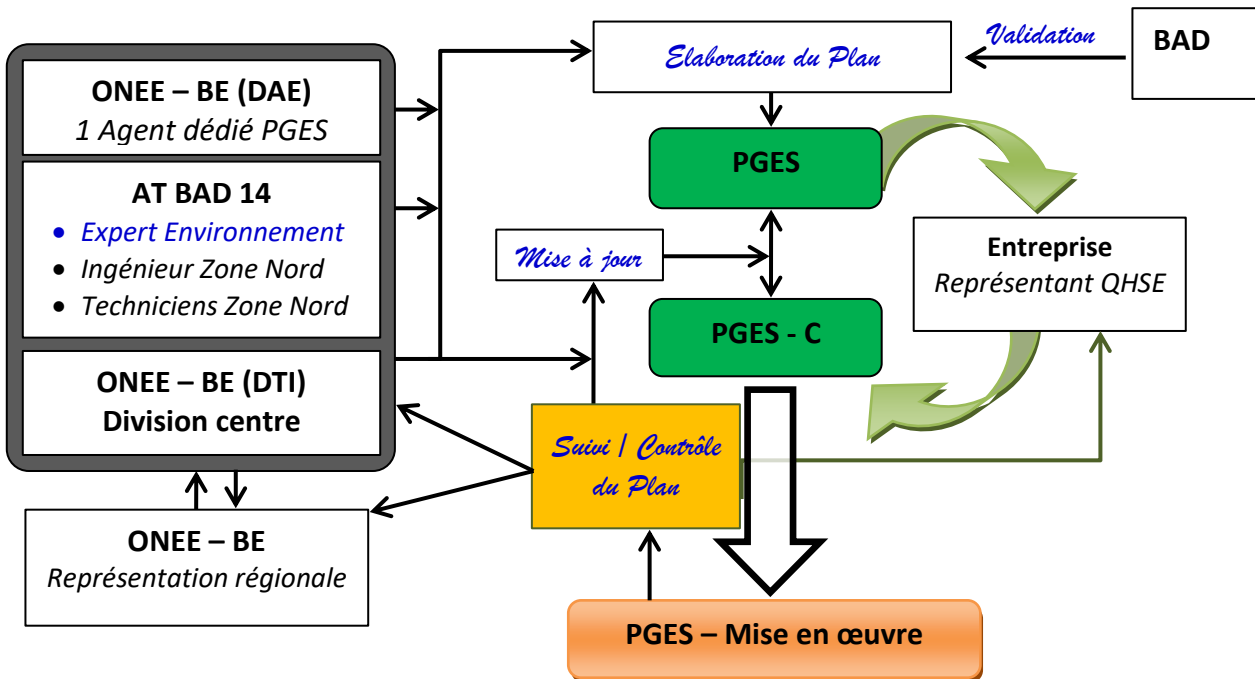 ONEE – BE (DAE)
1 Agent dédié PGES
AT BAD 14
• Expert Environnement
• Ingénieur Zone Nord
• Techniciens Zone Nord
ONEE – BE (DTI)
Division centre
ONEE – BE
Représentation régionale
Elaboration du Plan
Validation
BAD
PGES
Mise à jour
PGES - C
Entreprise
Représentant QHSE
Suivi / Contrôle
du Plan
PGES – Mise en œuvre